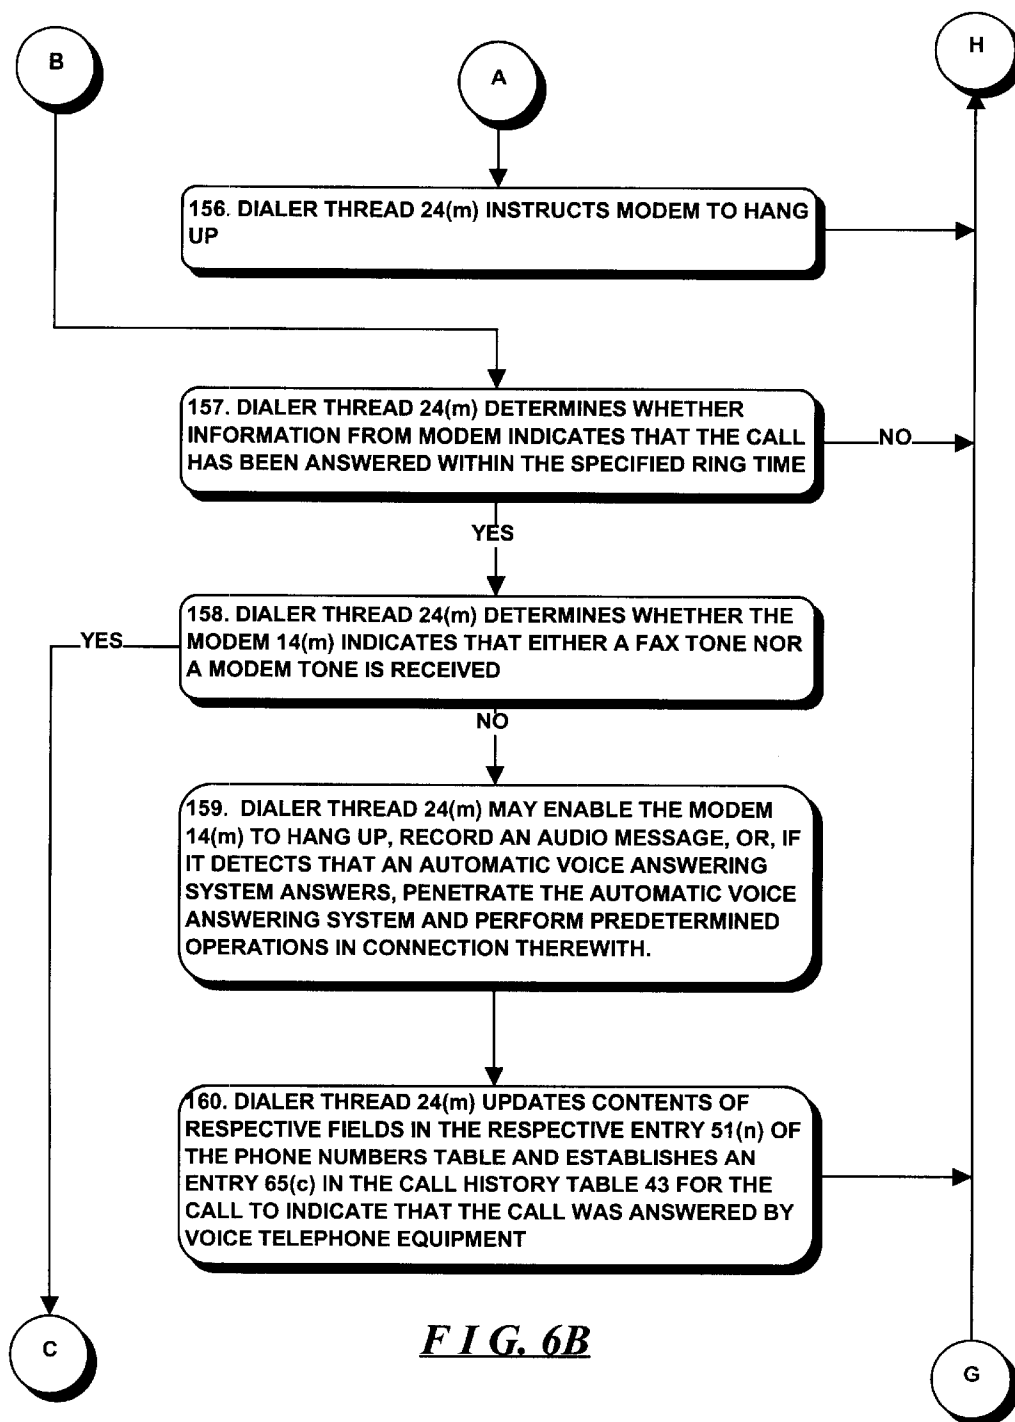 B
A
H
156. DIALER THREAD 24(m) INSTRUCTS MODEM TO HANG
UP
157. DIALER THREAD 24(m) DETERMINES WHETHER
INFORMATION FROM MODEM INDICATES THAT THE CALL
HAS BEEN ANSWERED WITHIN THE SPECIFIED RING TIME
NO
YES
158. DIALER THREAD 24(m) DETERMINES WHETHER THE
MODEM 14(m) INDICATES THAT EITHER A FAX TONE NOR
A MODEM TONE IS RECEIVED
YES
NO
159. DIALER THREAD 24(m) MAY ENABLE THE MODEM
14(m) TO HANG UP, RECORD AN AUDIO MESSAGE, OR, IF
IT DETECTS THAT AN AUTOMATIC VOICE ANSWERING
SYSTEM ANSWERS, PENETRATE THE AUTOMATIC VOICE
ANSWERING SYSTEM AND PERFORM PREDETERMINED
OPERATIONS IN CONNECTION THEREWITH.
160. DIALER THREAD 24(m) UPDATES CONTENTS OF
RESPECTIVE FIELDS IN THE RESPECTIVE ENTRY 51(n) OF
THE PHONE NUMBERS TABLE AND ESTABLISHES AN
ENTRY 65(c) IN THE CALL HISTORY TABLE 43 FOR THE
CALL TO INDICATE THAT THE CALL WAS ANSWERED BY
VOICE TELEPHONE EQUIPMENT
C
F I G. 6B
G